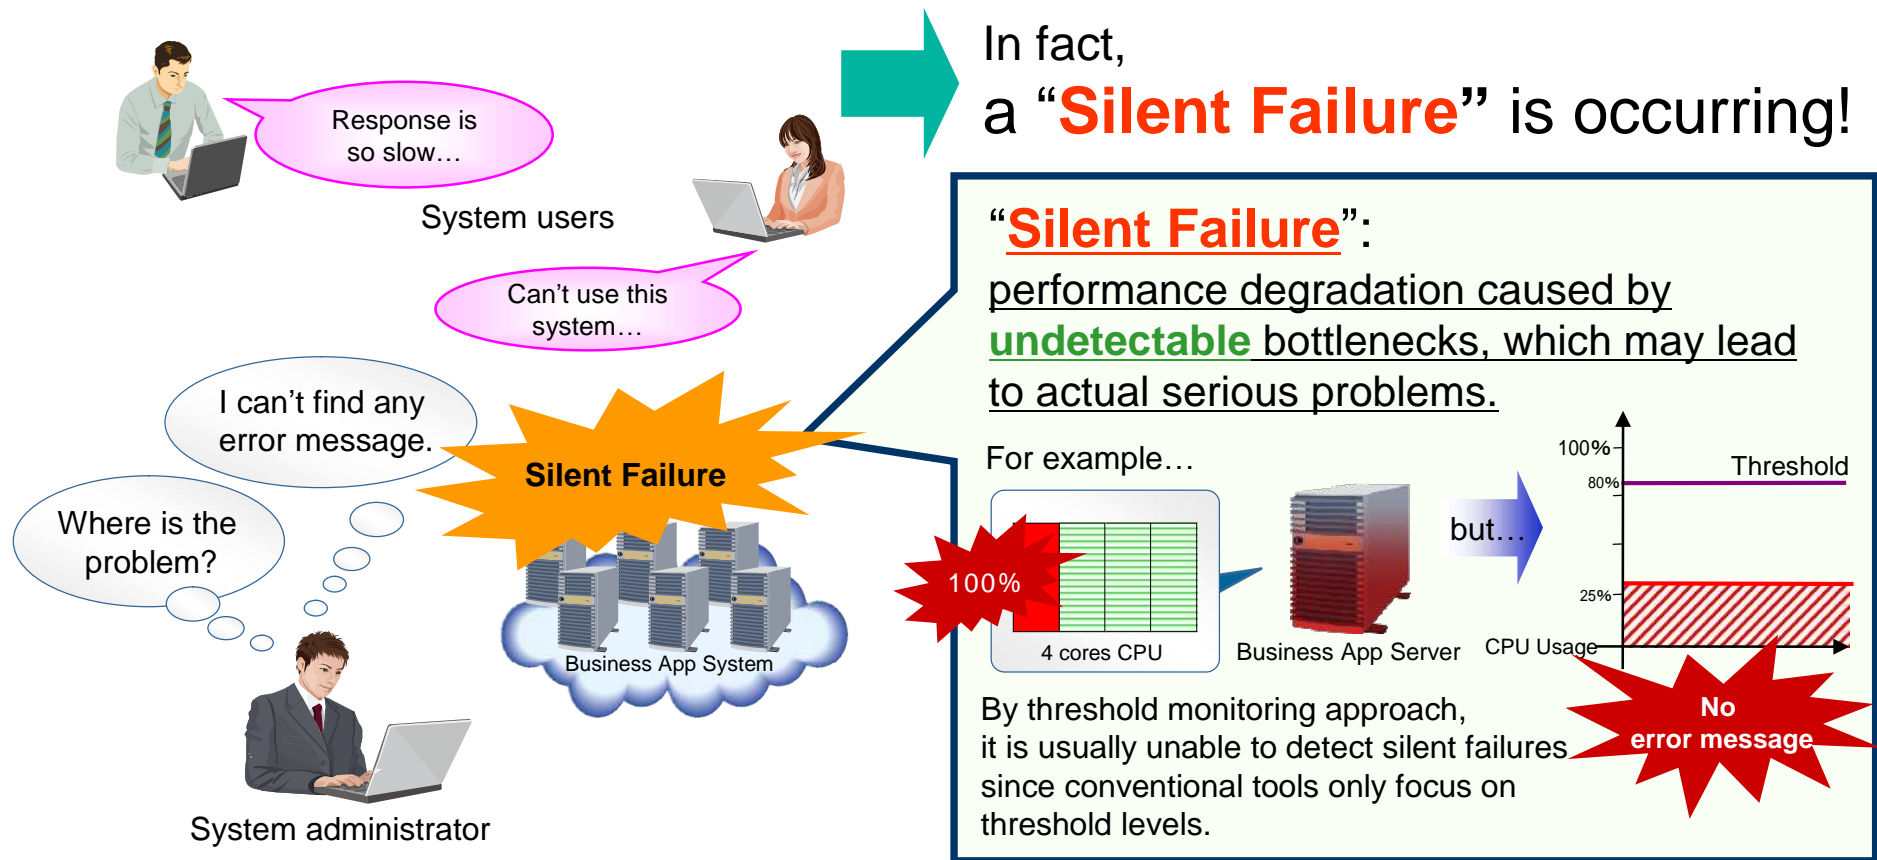 In fact,
a “Silent Failure” is occurring!
Response is
so slow…
System users
Can’t use this
system…
I can’t find any
error message.
Where is the
problem?
Silent Failure
Business App System
System administrator
“Silent Failure”:
performance degradation caused by
undetectable bottlenecks, which may lead
to actual serious problems.
For example…
100%
4 cores CPU
Business App Server
but…
100%
80%
Threshold
25%
CPU Usage
No
error message
By threshold monitoring approach,
it is usually unable to detect silent failures
since conventional tools only focus on
threshold levels.